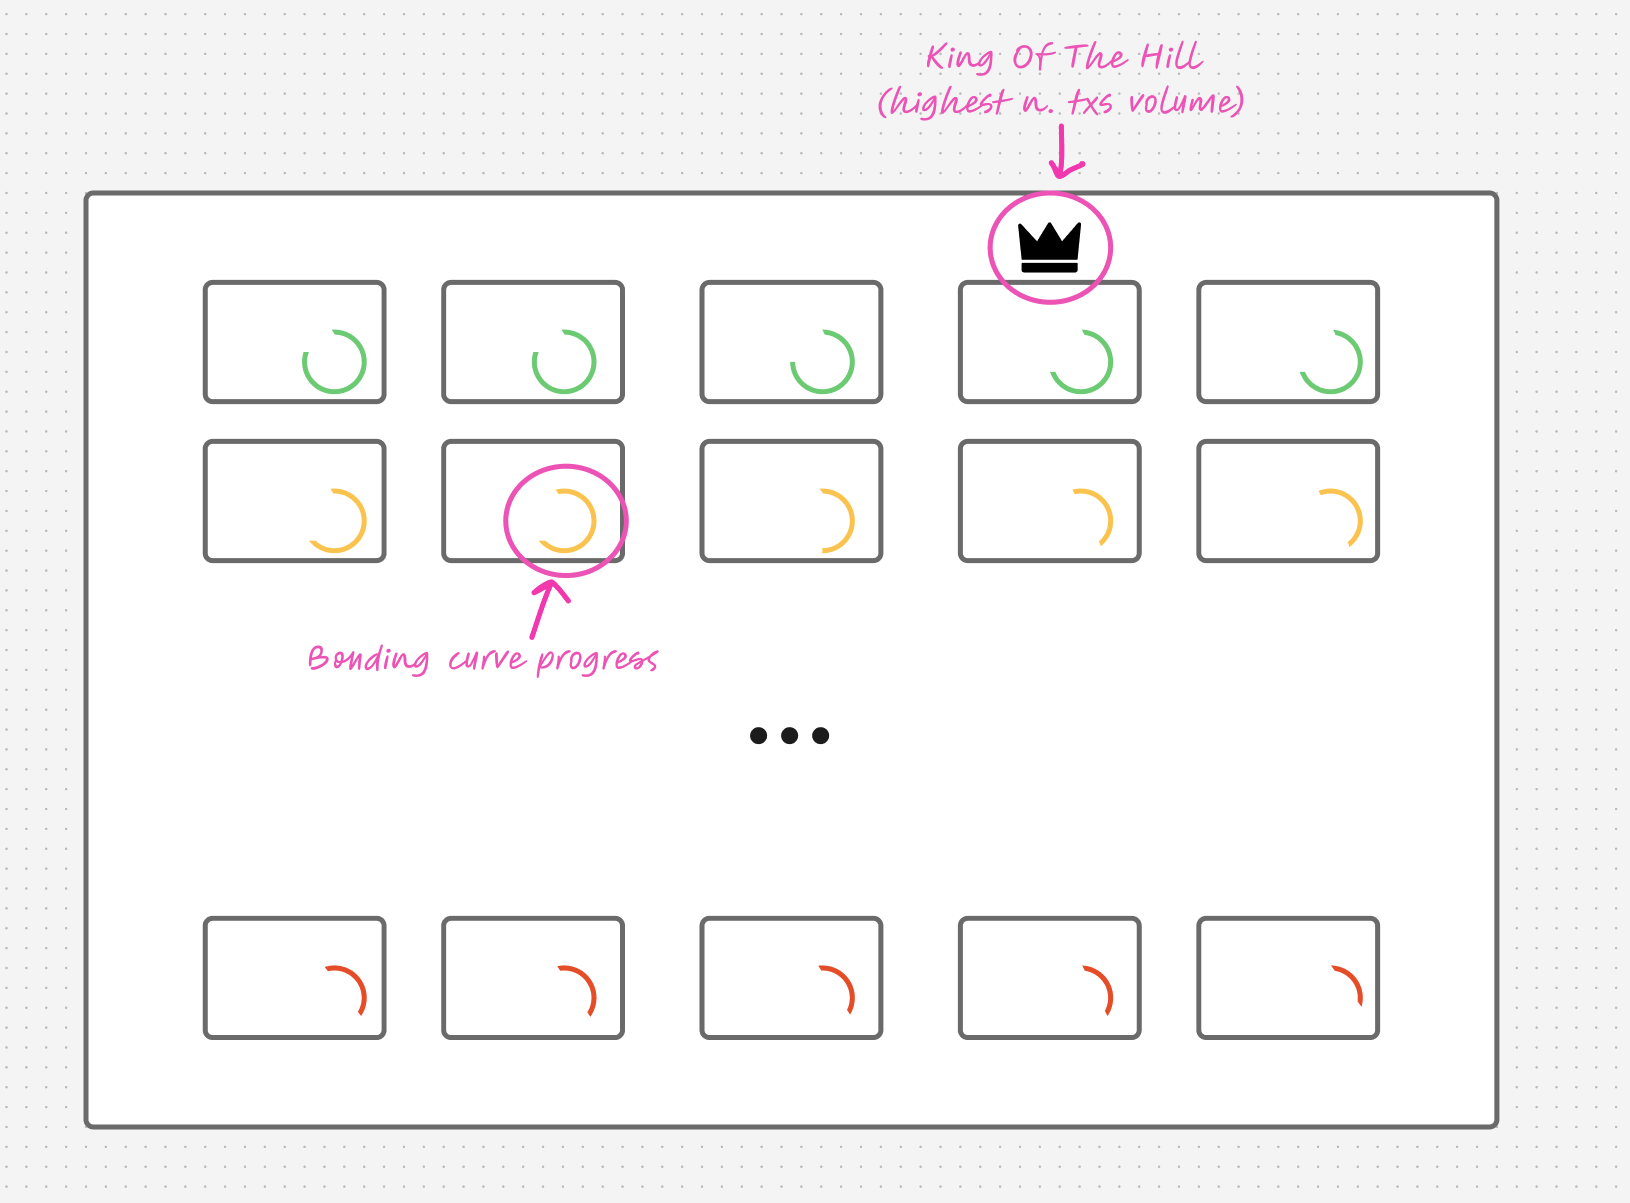 King Of The Hill
(highest n. txs volume)
Bonding curve progress